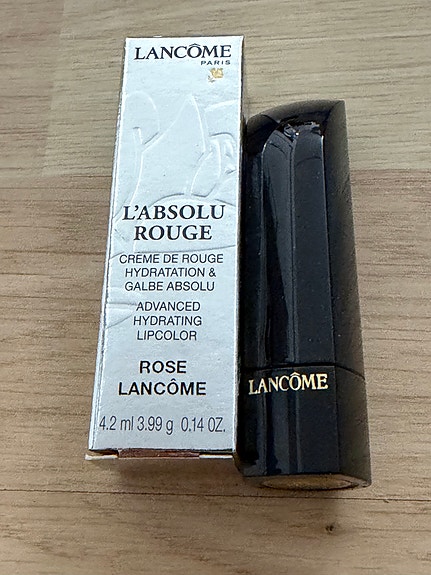 LANCÔME
PARIS
L'ABSOLU
ROUGE
CRÈME DE ROUGE
HYDRATATION &
GALBE ABSOLU
ADVANCED
HYDRATING
LIPCOLOR
ROSE
LANCÔME
4.2 ml 3.99 g 0.14 OZ.
LANCÔME